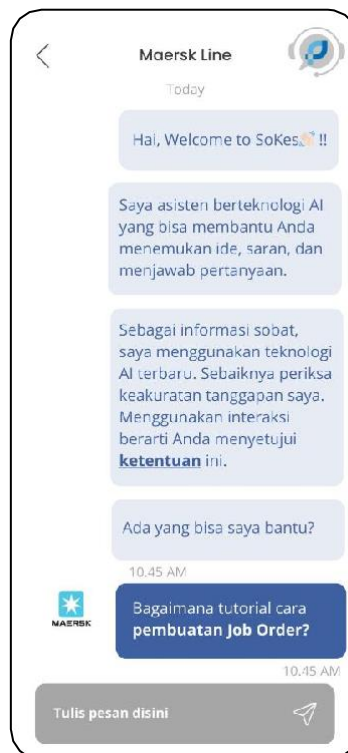 Maersk Line
Today
Hai, Welcome to SoKes👋🏻 !!
Saya asisten berteknologi AI
yang bisa membantu Anda
menemukan ide, saran, dan
menjawab pertanyaan.
Sebagai informasi sobat,
saya menggunakan teknologi
AI terbaru. Sebaiknya periksa
keakuratan tanggapan saya.
Menggunakan interaksi
berarti Anda menyetujui
ketentuan ini.
Ada yang bisa saya bantu?
10.45 AM
MAERSK
Bagaimana tutorial cara
pembuatan Job Order?
10.45 AM
Tulis pesan disini